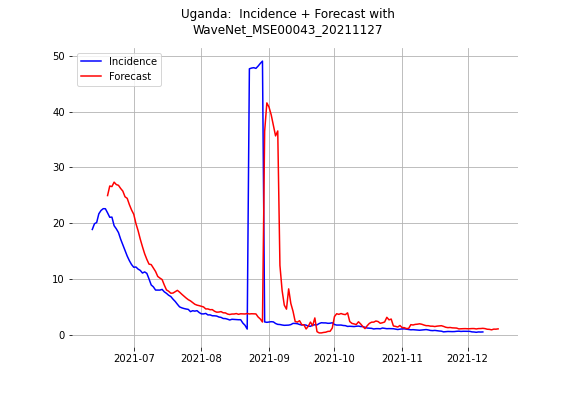 Uganda:  Incidence + Forecast with
WaveNet_MSE00043_20211127
Incidence
Forecast
50
40
30
20
10
0
2021-07 2021-08 2021-09 2021-10 2021-11 2021-12